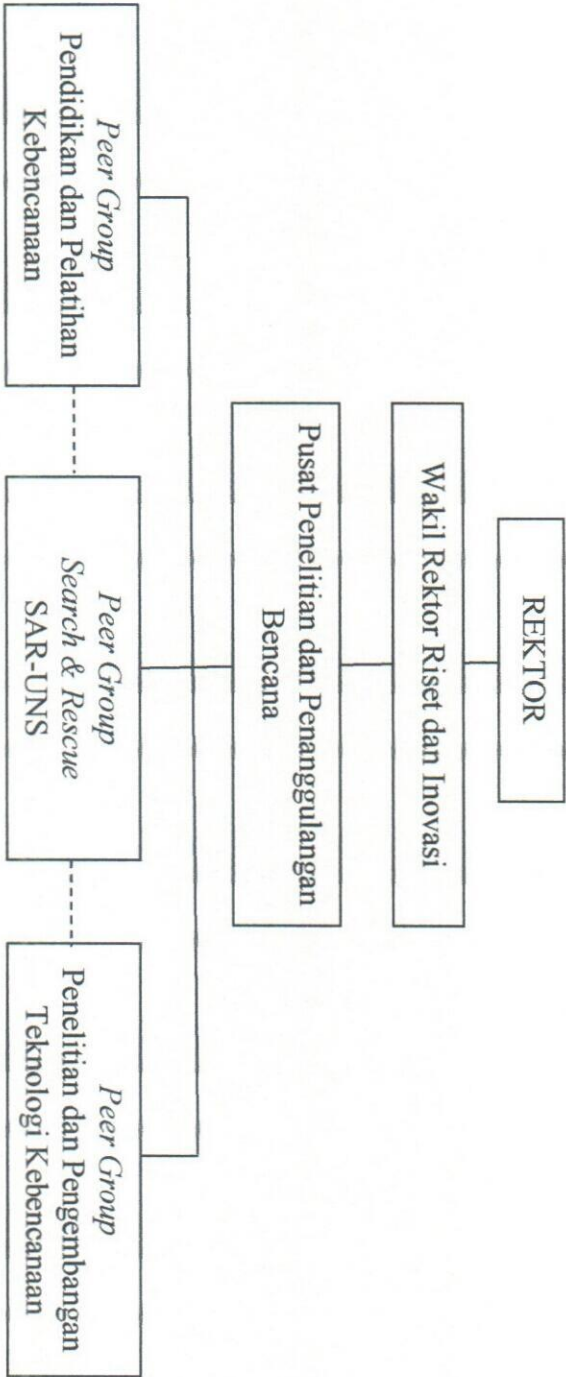 REKTOR
Wakil Rektor Riset dan Inovasi
Pusat Penelitian dan Penanggulangan
Bencana
Peer Group
Pendidikan dan Pelatihan
Kebencanaan
Peer Group
Search & Rescue
SAR-UNS
Peer Group
Penelitian dan Pengembangan
Teknologi Kebencanaan